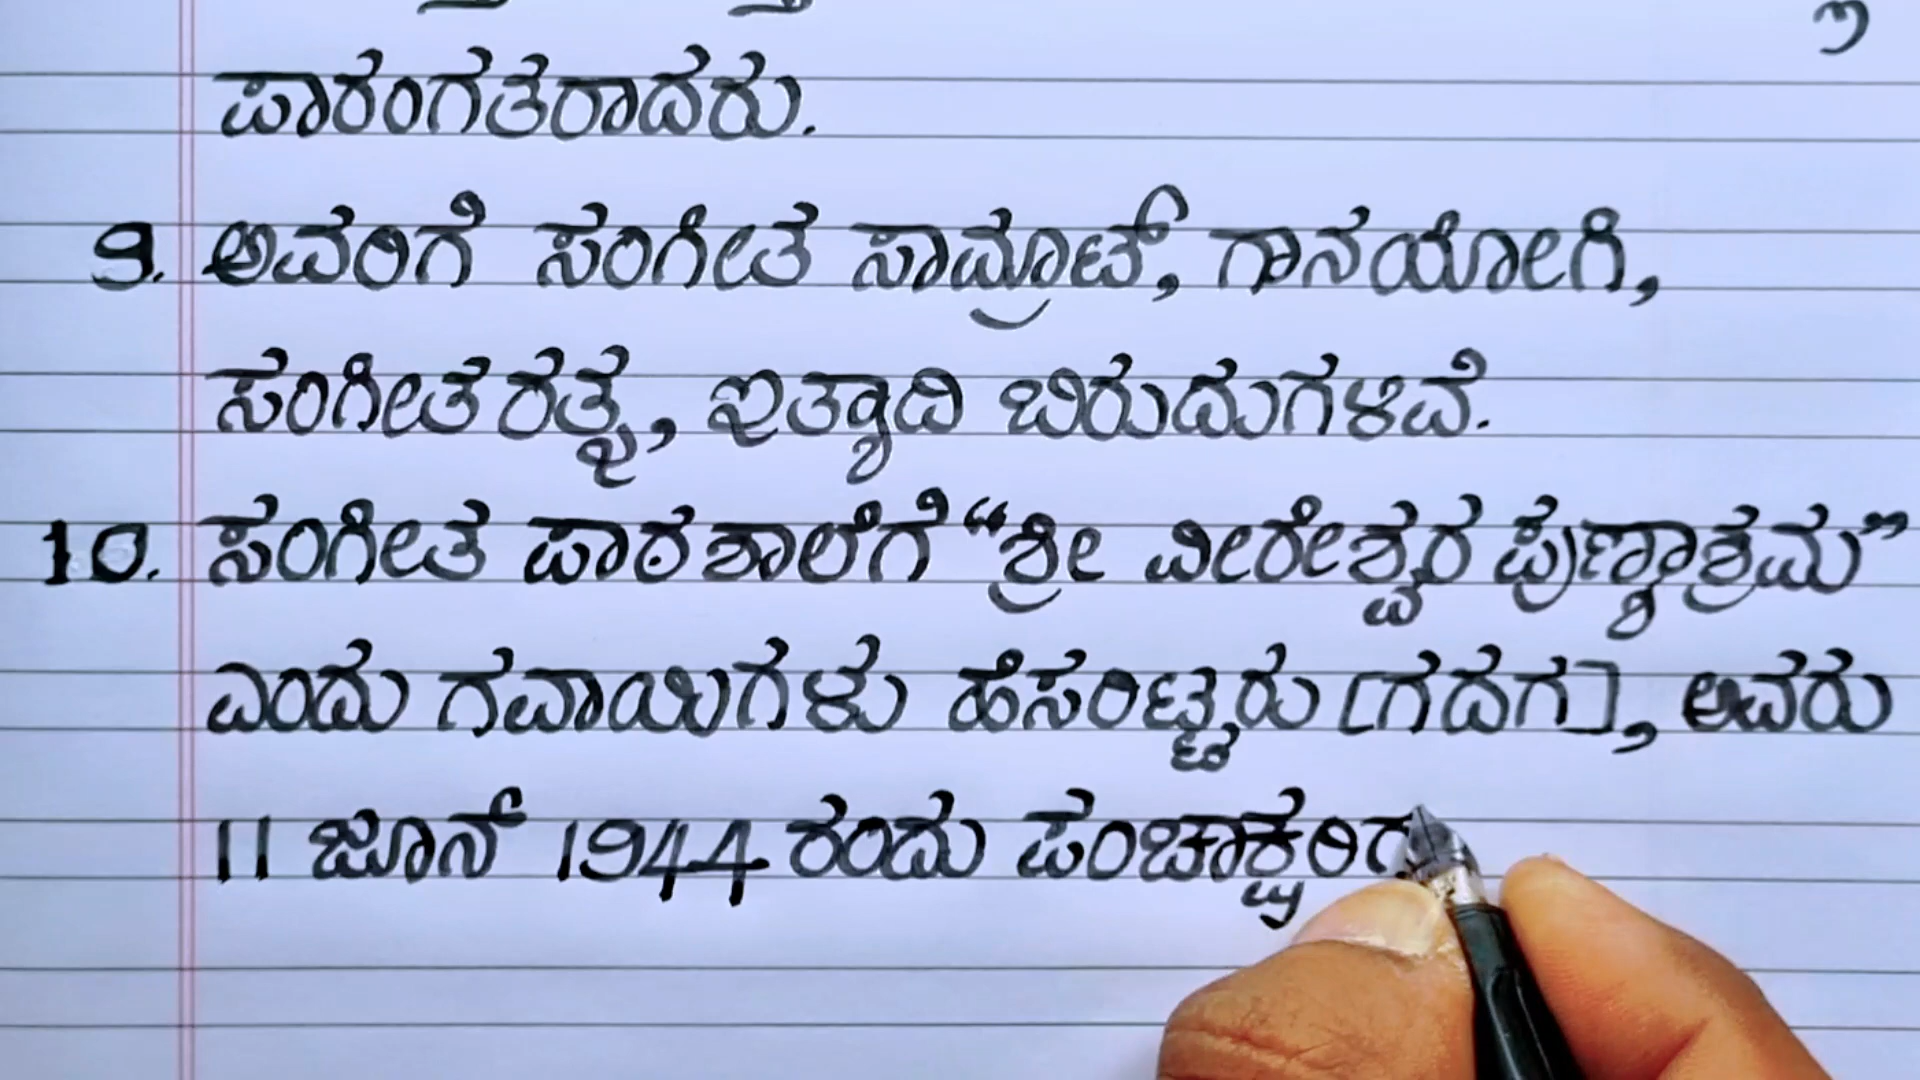 ಪಾರಂಗತರಾದರು.
9. ಅವರಿಗೆ ಸಂಗೀತ ಸಾಮ್ರಾಟ್, ಗಾನಯೋಗಿ,
ಸಂಗೀತ ರತ್ನ, ಇತ್ಯಾದಿ ಬಿರುದುಗಳಿವೆ.
10. ಸಂಗೀತ ಪಾಠಶಾಲೆಗೆ “ಶ್ರೀ ವೀರೇಶ್ವರ ಪುಣ್ಯಾಶ್ರಮ”
ಎಂದು ಗವಾಯಿಗಳು ಹೆಸರಿಟ್ಟರು [ಗದಗ], ಅವರು
11 ಜೂನ್ 1944 ರಂದು ಪಂಚಾಕ್ಷರಿಗ